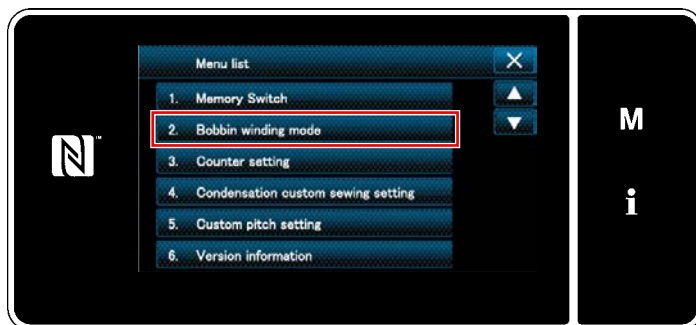 Menu list
1. Memory Switch
2. Bobbin winding mode
3. Counter setting
4. Condensation custom sewing setting
5. Custom pitch setting
6. Version information
N™
M
i